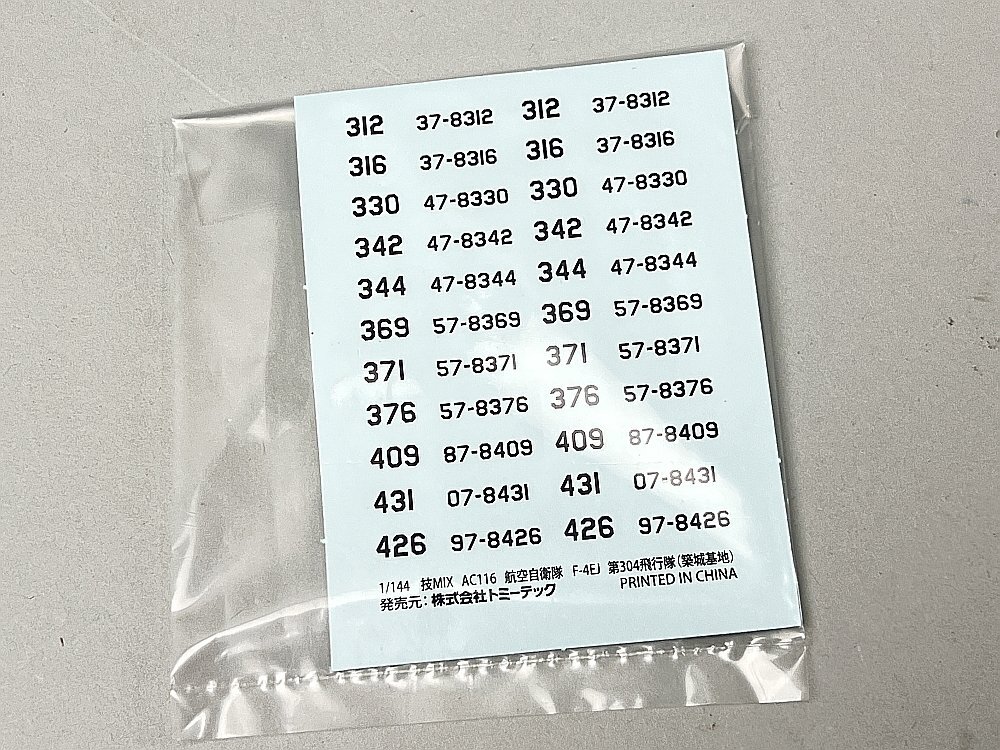 312 37-8312 312 37-8312
316 37-8316 316 37-8316
330 47-8330 330 47-8330
342 47-8342 342 47-8342
344 47-8344 344 47-8344
369 57-8369 369 57-8369
371 57-8371 371 57-8371
376 57-8376 376 57-8376
409 87-8409 409 87-8409
431 07-8431 431 07-8431
426 97-8426 426 97-8426
1/144 技MIX AC116 航空自衛隊 F-4EJ 第304飛行隊(築城基地)
発売元:株式会社トミーテック PRINTED IN CHINA